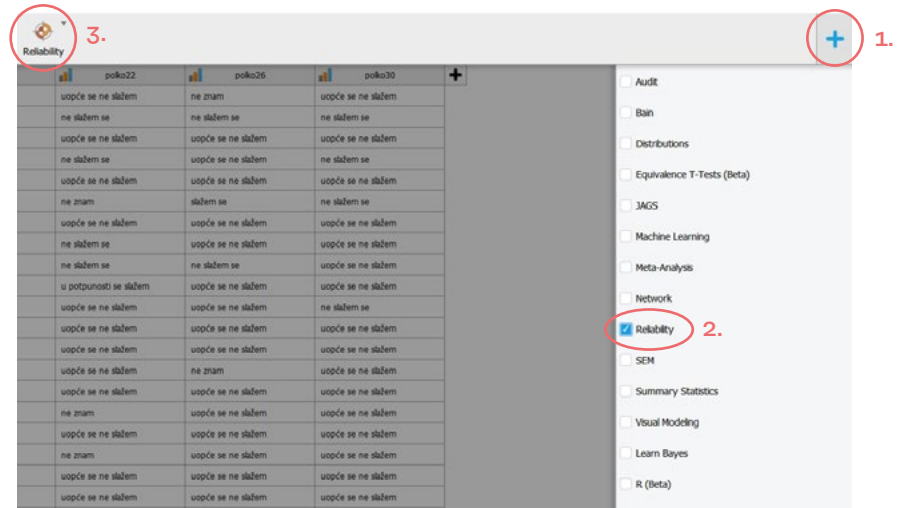 3.
1.
Reliability
polko22 polko26 polko30
Audit
uopće se ne slažem ne znam uopće se ne slažem
ne slažem se ne slažem se ne slažem se
Bain
uopće se ne slažem uopće se ne slažem uopće se ne slažem
Distributions
ne slažem se uopće se ne slažem ne slažem se
uopće se ne slažem uopće se ne slažem uopće se ne slažem
Equivalence T-Tests (Beta)
ne znam slažem se ne slažem se
JAGS
uopće se ne slažem uopće se ne slažem uopće se ne slažem
Machine Learning
ne slažem se uopće se ne slažem uopće se ne slažem
ne slažem se ne slažem se uopće se ne slažem
Meta-Analysis
u potpunosti se slažem uopće se ne slažem uopće se ne slažem
Network
uopće se ne slažem uopće se ne slažem ne slažem se
uopće se ne slažem uopće se ne slažem uopće se ne slažem
Reliability 2.
uopće se ne slažem uopće se ne slažem uopće se ne slažem
SEM
uopće se ne slažem ne znam uopće se ne slažem
uopće se ne slažem uopće se ne slažem uopće se ne slažem
Summary Statistics
ne znam uopće se ne slažem uopće se ne slažem
Visual Modeling
uopće se ne slažem uopće se ne slažem uopće se ne slažem
ne znam uopće se ne slažem uopće se ne slažem
Learn Bayes
uopće se ne slažem uopće se ne slažem uopće se ne slažem
R (Beta)
uopće se ne slažem uopće se ne slažem uopće se ne slažem